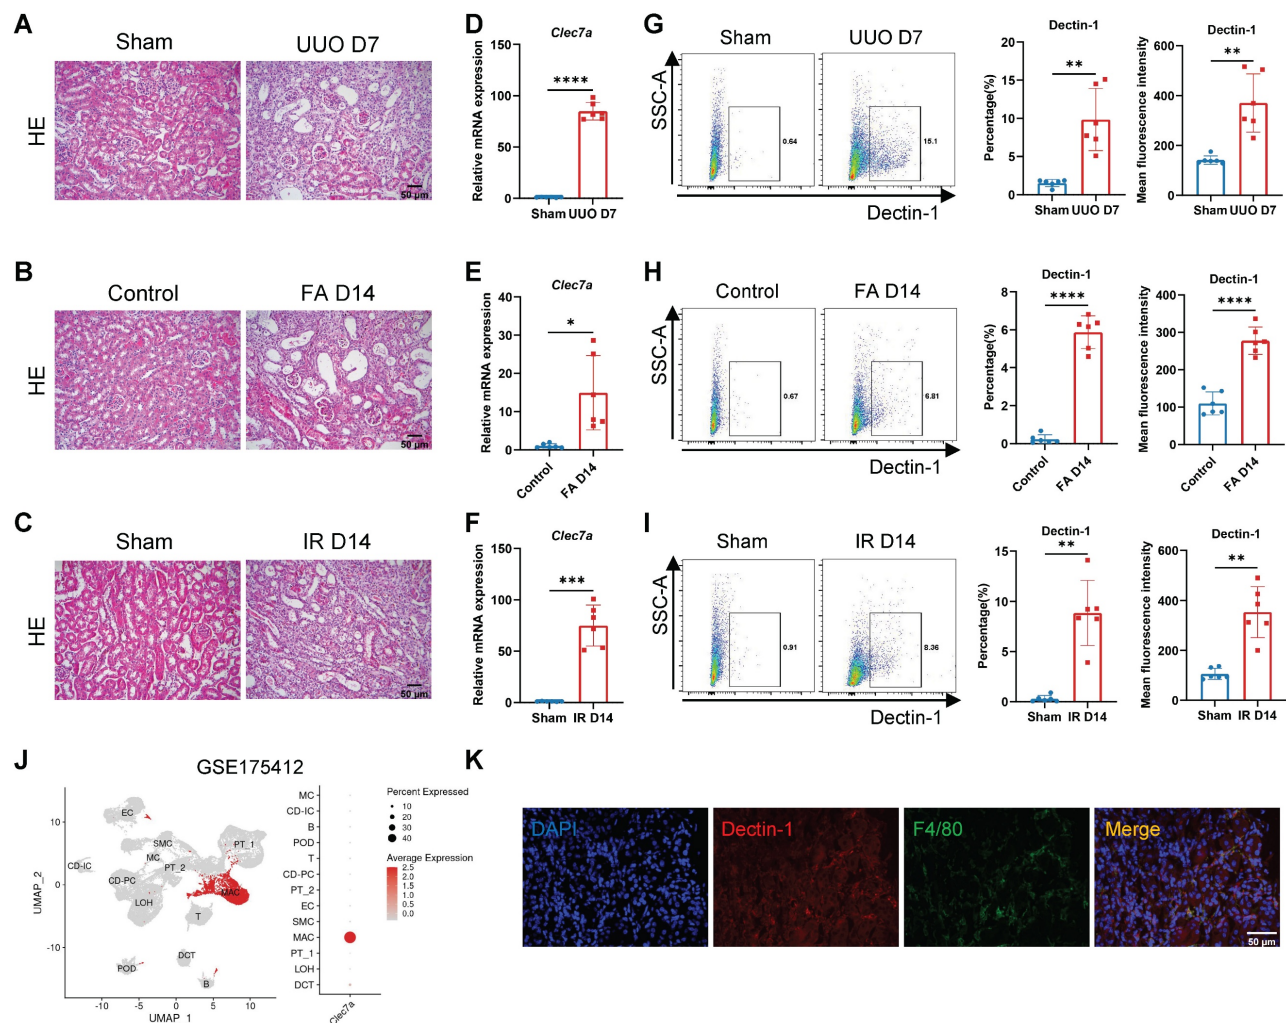 A
Sham
UUO D7
HE
50 µm
D
Clec7a
Relative mRNA expression
150
100
50
0
****
Sham UUO D7
G
Sham
UUO D7
SSC-A
0.64
15.1
Dectin-1
Dectin-1
Percentage(%)
20
15
10
5
0
**
Sham UUO D7
Dectin-1
Mean fluorescence intensity
600
400
200
0
**
Sham UUO D7
B
Control
FA D14
HE
50 µm
E
Clec7a
Relative mRNA expression
40
30
20
10
0
*
Control
FA D14
H
Control
FA D14
SSC-A
0.67
6.81
Dectin-1
Dectin-1
Percentage(%)
8
6
4
2
0
****
Control
FA D14
Dectin-1
Mean fluorescence intensity
400
300
200
100
0
****
Control
FA D14
C
Sham
IR D14
HE
50 µm
F
Clec7a
Relative mRNA expression
150
100
50
0
***
Sham IR D14
I
Sham
IR D14
SSC-A
0.91
8.36
Dectin-1
Dectin-1
Percentage(%)
15
10
5
0
**
Sham IR D14
Dectin-1
Mean fluorescence intensity
600
400
200
0
**
Sham IR D14
J
GSE175412
UMAP_2
10
0
-10
EC
SMC
MC
PT_1
PT_2
CD-IC
CD-PC
LOH
MAC
T
DCT
POD
B
-10
-5
0
5
10
UMAP_1
MC
CD-IC
B
POD
T
CD-PC
PT_2
EC
SMC
MAC
PT_1
LOH
DCT
Clec7a
Percent Expressed
10
20
30
40
Average Expression
2.5
2.0
1.5
1.0
0.5
0.0
K
DAPI
Dectin-1
F4/80
Merge
50 µm